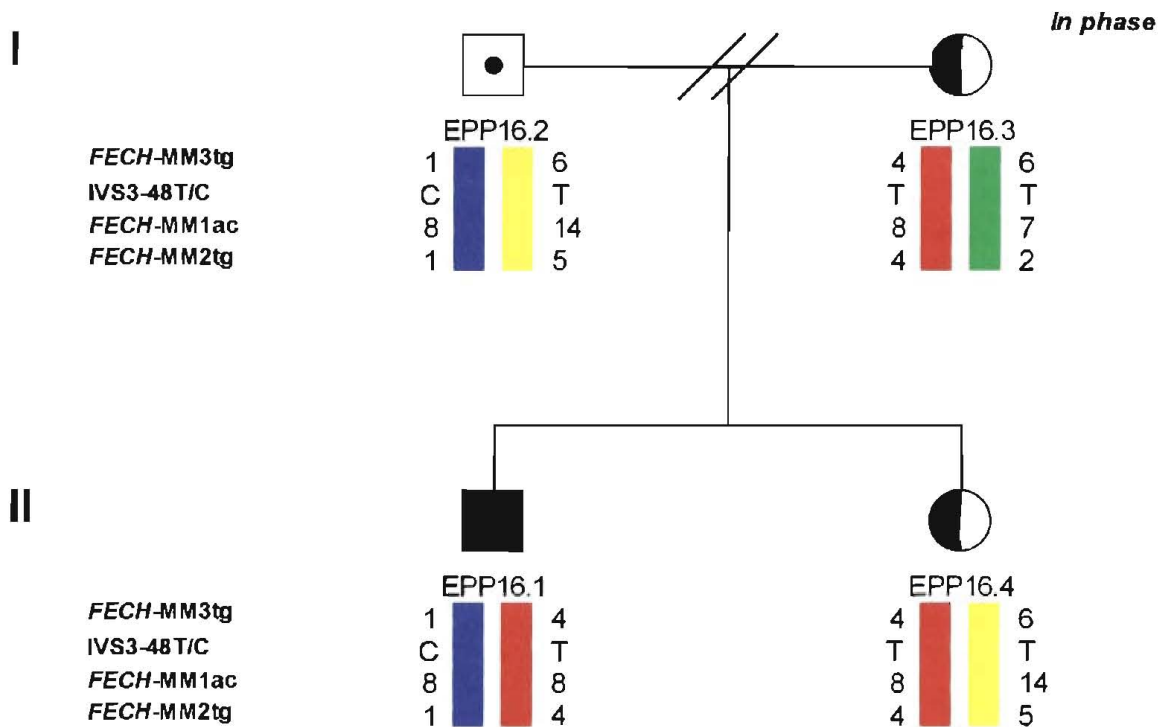 In phase
I
EPP16.2 EPP16.3
FECH-MM3tg 1 6 4 6
IVS3-48T/C C T T T
FECH-MM1ac 8 14 8 7
FECH-MM2tg 1 5 4 2
II
EPP16.1 EPP16.4
FECH-MM3tg 1 4 4 6
IVS3-48T/C C T T T
FECH-MM1ac 8 8 8 14
FECH-MM2tg 1 4 4 5